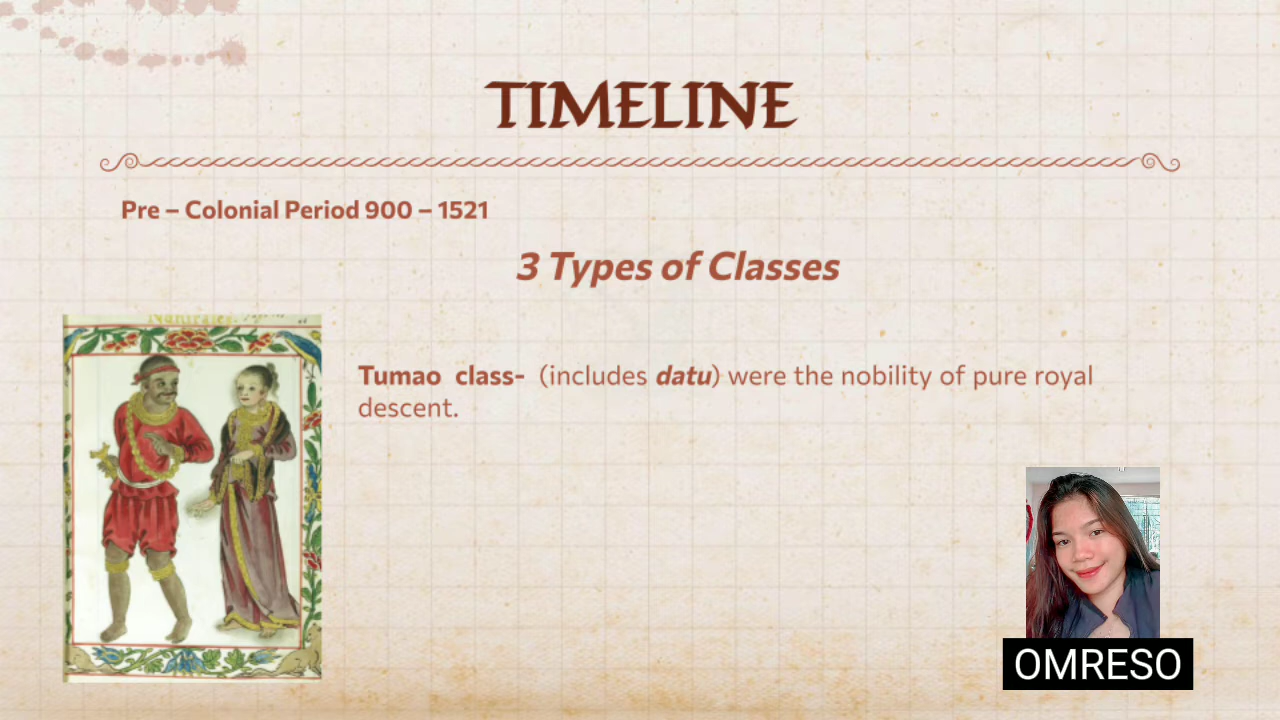 TIMELINE
Pre – Colonial Period 900 – 1521
3 Types of Classes
Tumao class- (includes datu) were the nobility of pure royal
descent.
OMRESO